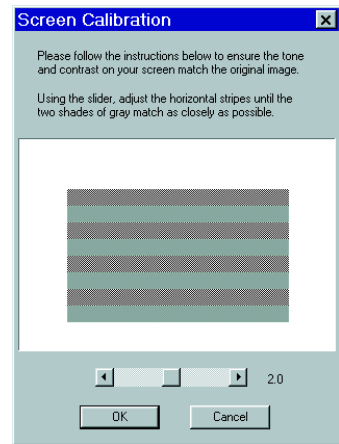 Screen Calibration
Please follow the instructions below to ensure the tone
and contrast on your screen match the original image.
Using the slider, adjust the horizontal stripes until the
two shades of gray match as closely as possible.
2.0
OK Cancel